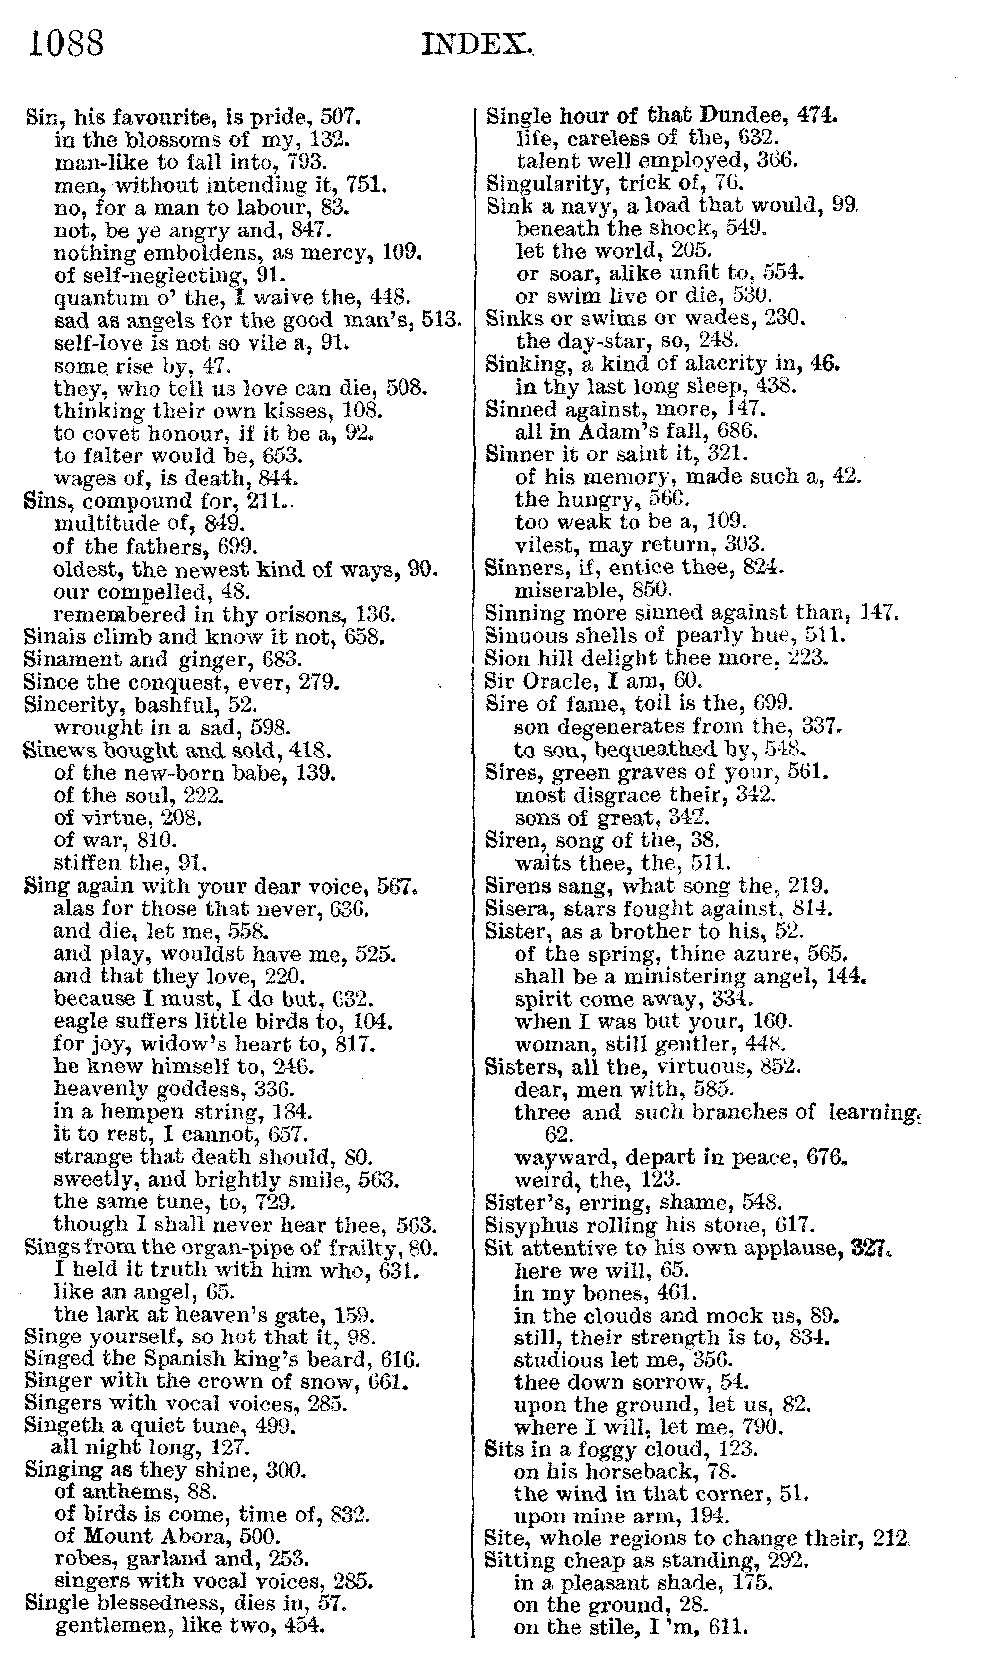 1088 INDEX.
Sin, his favourite, is pride, 507.
in the blossoms of my, 132.
man-like to fall into, 793.
men, without intending it, 751.
no, for a man to labour, 83.
not, be ye angry and, 847.
nothing emboldens, as mercy, 109.
of self-neglecting, 91.
quantum o' the, I waive the, 448.
sad as angels for the good man's, 513.
self-love is not so vile a, 91.
some rise by, 47.
they, who tell us love can die, 508.
thinking their own kisses, 108.
to covet honour, if it be a, 92.
to falter would be, 653.
wages of, is death, 844.
Sins, compound for, 211.
multitude of, 849.
of the fathers, 699.
oldest, the newest kind of ways, 90.
our compelled, 48.
remembered in thy orisons, 136.
Sinais climb and know it not, 658.
Sinament and ginger, 683.
Since the conquest, ever, 279.
Sincerity, bashful, 52.
wrought in a sad, 598.
Sinews bought and sold, 418.
of the new-born babe, 139.
of the soul, 222.
of virtue, 208.
of war, 810.
stiffen the, 91.
Sing again with your dear voice, 567.
alas for those that never, 636.
and die, let me, 558.
and play, wouldst have me, 525.
and that they love, 220.
because I must, I do but, 632.
eagle suffers little birds to, 104.
for joy, widow's heart to, 817.
he knew himself to, 246.
heavenly goddess, 336.
in a hempen string, 184.
it to rest, I cannot, 657.
strange that death should, 80.
sweetly, and brightly smile, 563.
the same tune, to, 729.
though I shall never hear thee, 563.
Sings from the organ-pipe of frailty, 80.
I held it truth with him who, 631.
like an angel, 65.
the lark at heaven's gate, 159.
Singe yourself, so hot that it, 98.
Singed the Spanish king's beard, 616.
Singer with the crown of snow, 661.
Singers with vocal voices, 285.
Singeth a quiet tune, 499.
all night long, 127.
Singing as they shine, 300.
of anthems, 88.
of birds is come, time of, 832.
of Mount Abora, 500.
robes, garland and, 253.
singers with vocal voices, 285.
Single blessedness, dies in, 57.
gentlemen, like two, 454.
Single hour of that Dundee, 474.
life, careless of the, 632.
talent well employed, 366.
Singularity, trick of, 76.
Sink a navy, a load that would, 99.
beneath the shock, 549.
let the world, 205.
or soar, alike unfit to, 554.
or swim live or die, 530.
Sinks or swims or wades, 230.
the day-star, so, 248.
Sinking, a kind of alacrity in, 46.
in thy last long sleep, 438.
Sinned against, more, 147.
all in Adam's fall, 686.
Sinner it or saint it, 321.
of his memory, made such a, 42.
the hungry, 566.
too weak to be a, 109.
vilest, may return, 303.
Sinners, if, entice thee, 824.
miserable, 850.
Sinning more sinned against than, 147.
Sinuous shells of pearly hue, 511.
Sion hill delight thee more, 223.
Sir Oracle, I am, 60.
Sire of fame, toil is the, 699.
son degenerates from the, 337.
to son, bequeathed by, 548.
Sires, green graves of your, 561.
most disgrace their, 342.
sons of great, 342.
Siren, song of the, 38.
waits thee, the, 511.
Sirens sang, what song the, 219.
Sisera, stars fought against, 814.
Sister, as a brother to his, 52.
of the spring, thine azure, 565.
shall be a ministering angel, 144.
spirit come away, 334.
when I was but your, 160.
woman, still gentler, 448.
Sisters, all the, virtuous, 852.
dear, men with, 585.
three and such branches of learning,
62.
wayward, depart in peace, 676.
weird, the, 123.
Sister's, erring, shame, 548.
Sisyphus rolling his stone, 617.
Sit attentive to his own applause, 327.
here we will, 65.
in my bones, 461.
in the clouds and mock us, 89.
still, their strength is to, 834.
studious let me, 356.
thee down sorrow, 54.
upon the ground, let us, 82.
where I will, let me, 790.
Sits in a foggy cloud, 123.
on his horseback, 78.
the wind in that corner, 51.
upon mine arm, 194.
Site, whole regions to change their, 212.
Sitting cheap as standing, 292.
in a pleasant shade, 175.
on the ground, 28.
on the stile, I 'm, 611.